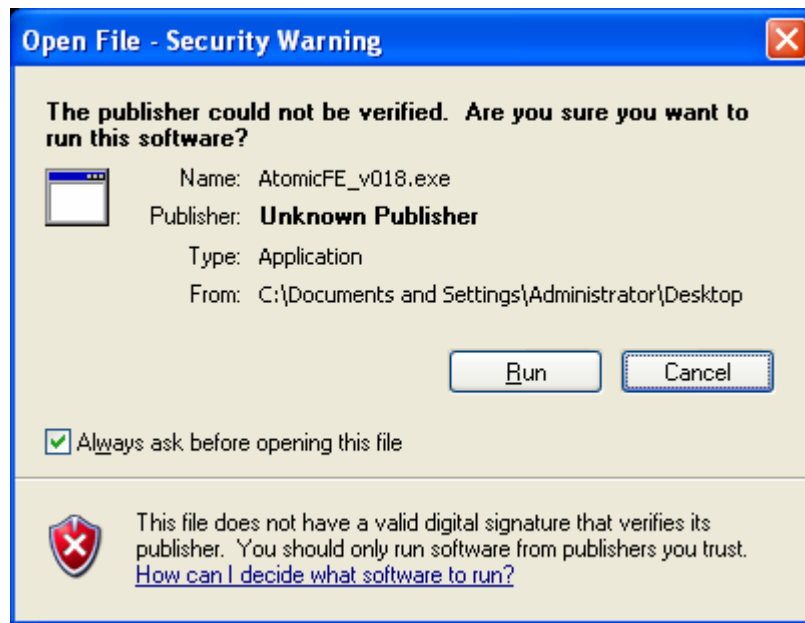 Open File - Security Warning
The publisher could not be verified.  Are you sure you want to
run this software?
Name: AtomicFE_v018.exe
Publisher: Unknown Publisher
Type: Application
From: C:\Documents and Settings\Administrator\Desktop
Run Cancel
Always ask before opening this file
This file does not have a valid digital signature that verifies its
publisher.  You should only run software from publishers you trust.
How can I decide what software to run?